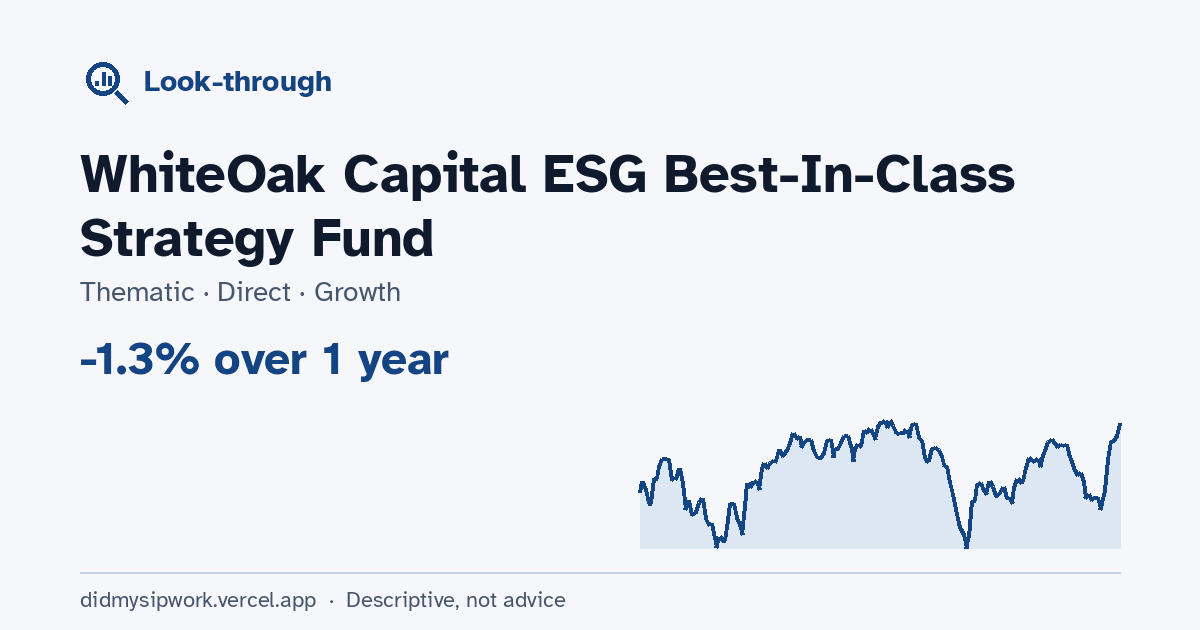 Look-through
WhiteOak Capital ESG Best-In-Class
Strategy Fund
Thematic · Direct · Growth
-1.3% over 1 year
didmysipwork.vercel.app · Descriptive, not advice